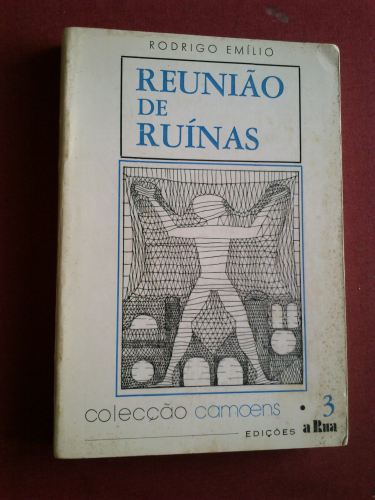 RODRIGO EMÍLIO
REUNIÃO
DE
RUÍNAS
colecção camoens • 3
EDIÇÕES a Rua